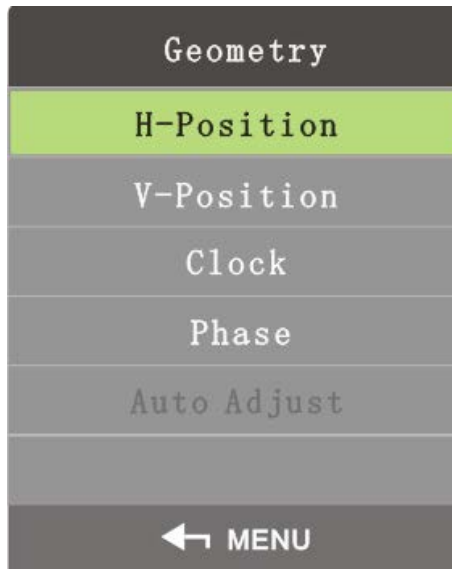 Geometry
H-Position
V-Position
Clock
Phase
Auto Adjust
MENU